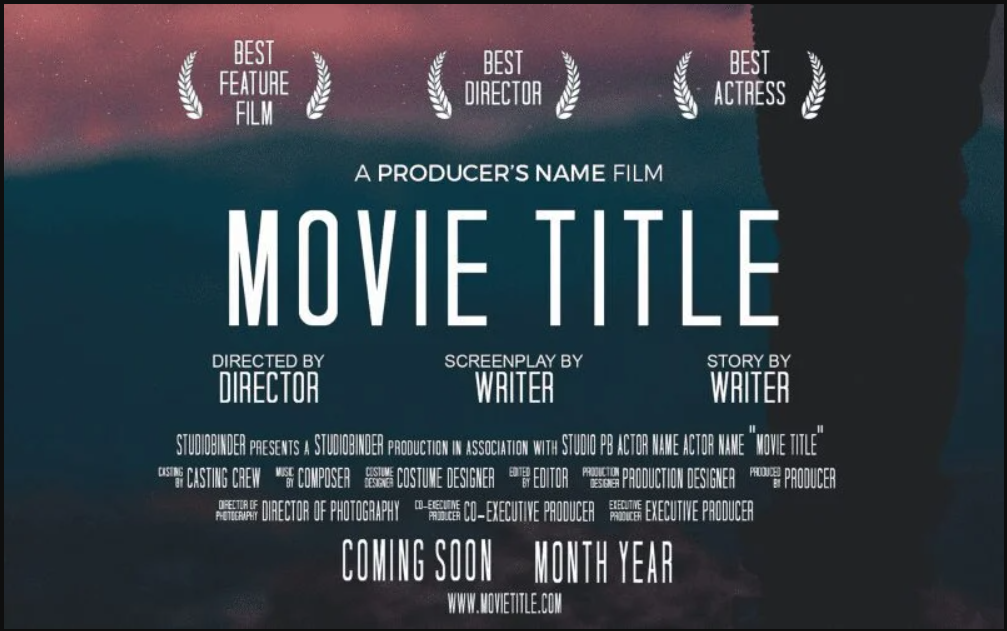 BEST FEATURE FILM
BEST DIRECTOR
BEST ACTRESS
A PRODUCER'S NAME FILM
MOVIE TITLE
DIRECTED BY DIRECTOR
SCREENPLAY BY WRITER
STORY BY WRITER
STUDIOBINDER PRESENTS A STUDIOBINDER PRODUCTION IN ASSOCIATION WITH STUDIO PB ACTOR NAME ACTOR NAME "MOVIE TITLE"
CASTING BY CASTING CREW MUSIC BY COMPOSER COSTUME DESIGNER COSTUME DESIGNER EDITED BY EDITOR PRODUCTION DESIGNER PRODUCTION DESIGNER PRODUCED BY PRODUCER
DIRECTOR OF PHOTOGRAPHY DIRECTOR OF PHOTOGRAPHY CO-EXECUTIVE PRODUCER CO-EXECUTIVE PRODUCER EXECUTIVE PRODUCER EXECUTIVE PRODUCER
COMING SOON MONTH YEAR
WWW.MOVIETITLE.COM